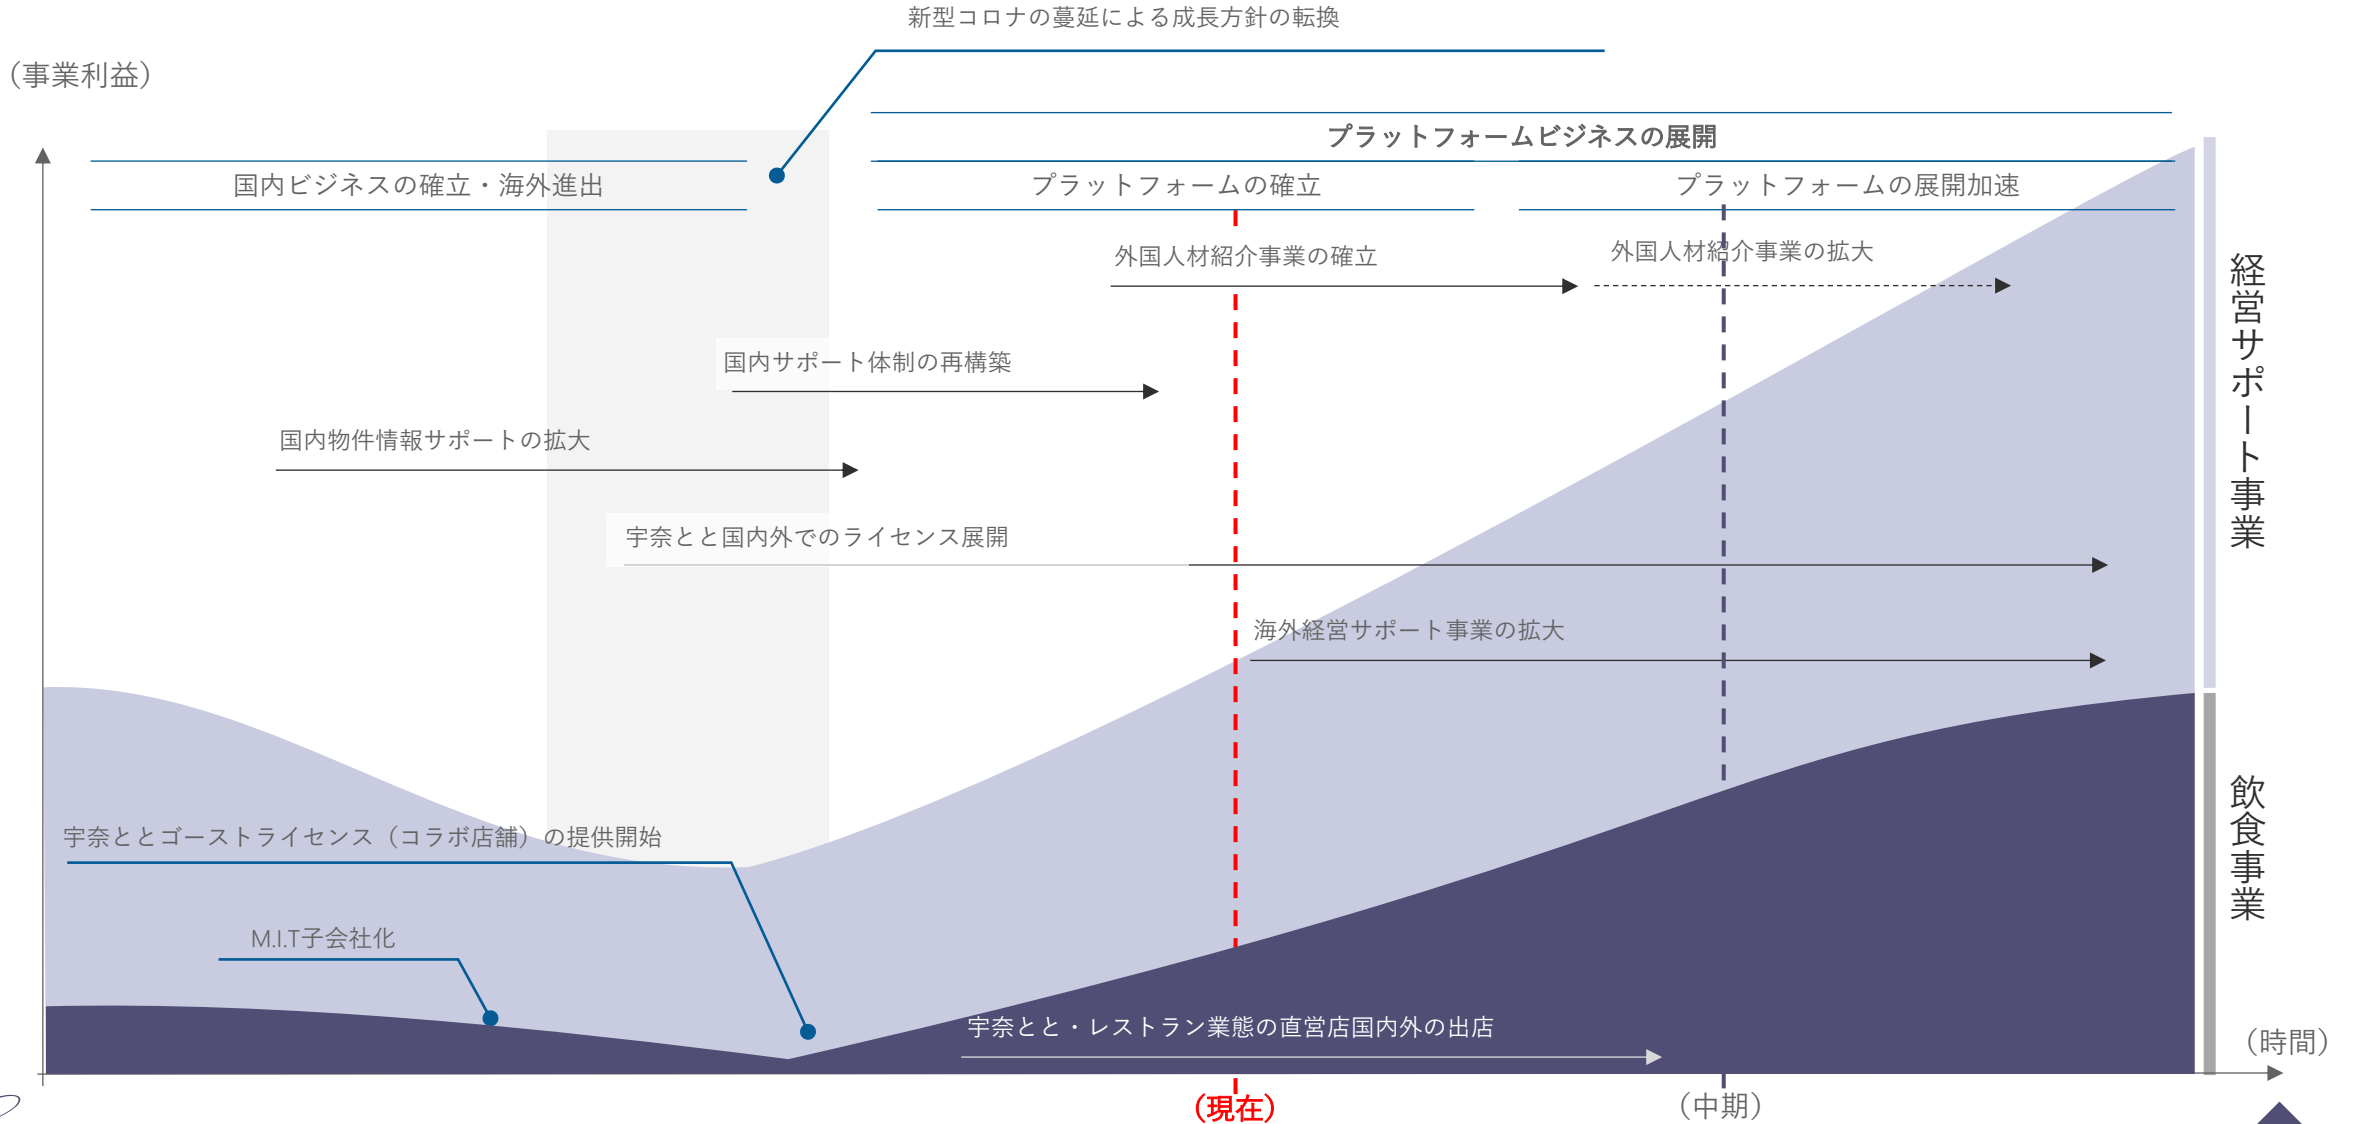 新型コロナの蔓延による成長方針の転換
（事業利益）
プラットフォームビジネスの展開
国内ビジネスの確立・海外進出
プラットフォームの確立
プラットフォームの展開加速
外国人材紹介事業の確立
外国人材紹介事業の拡大
国内サポート体制の再構築
国内物件情報サポートの拡大
宇奈とと国内外でのライセンス展開
海外経営サポート事業の拡大
経営サポート事業
宇奈ととゴーストライセンス（コラボ店舗）の提供開始
飲食事業
M.I.T子会社化
宇奈とと・レストラン業態の直営店国内外の出店
（時間）
（現在）
（中期）